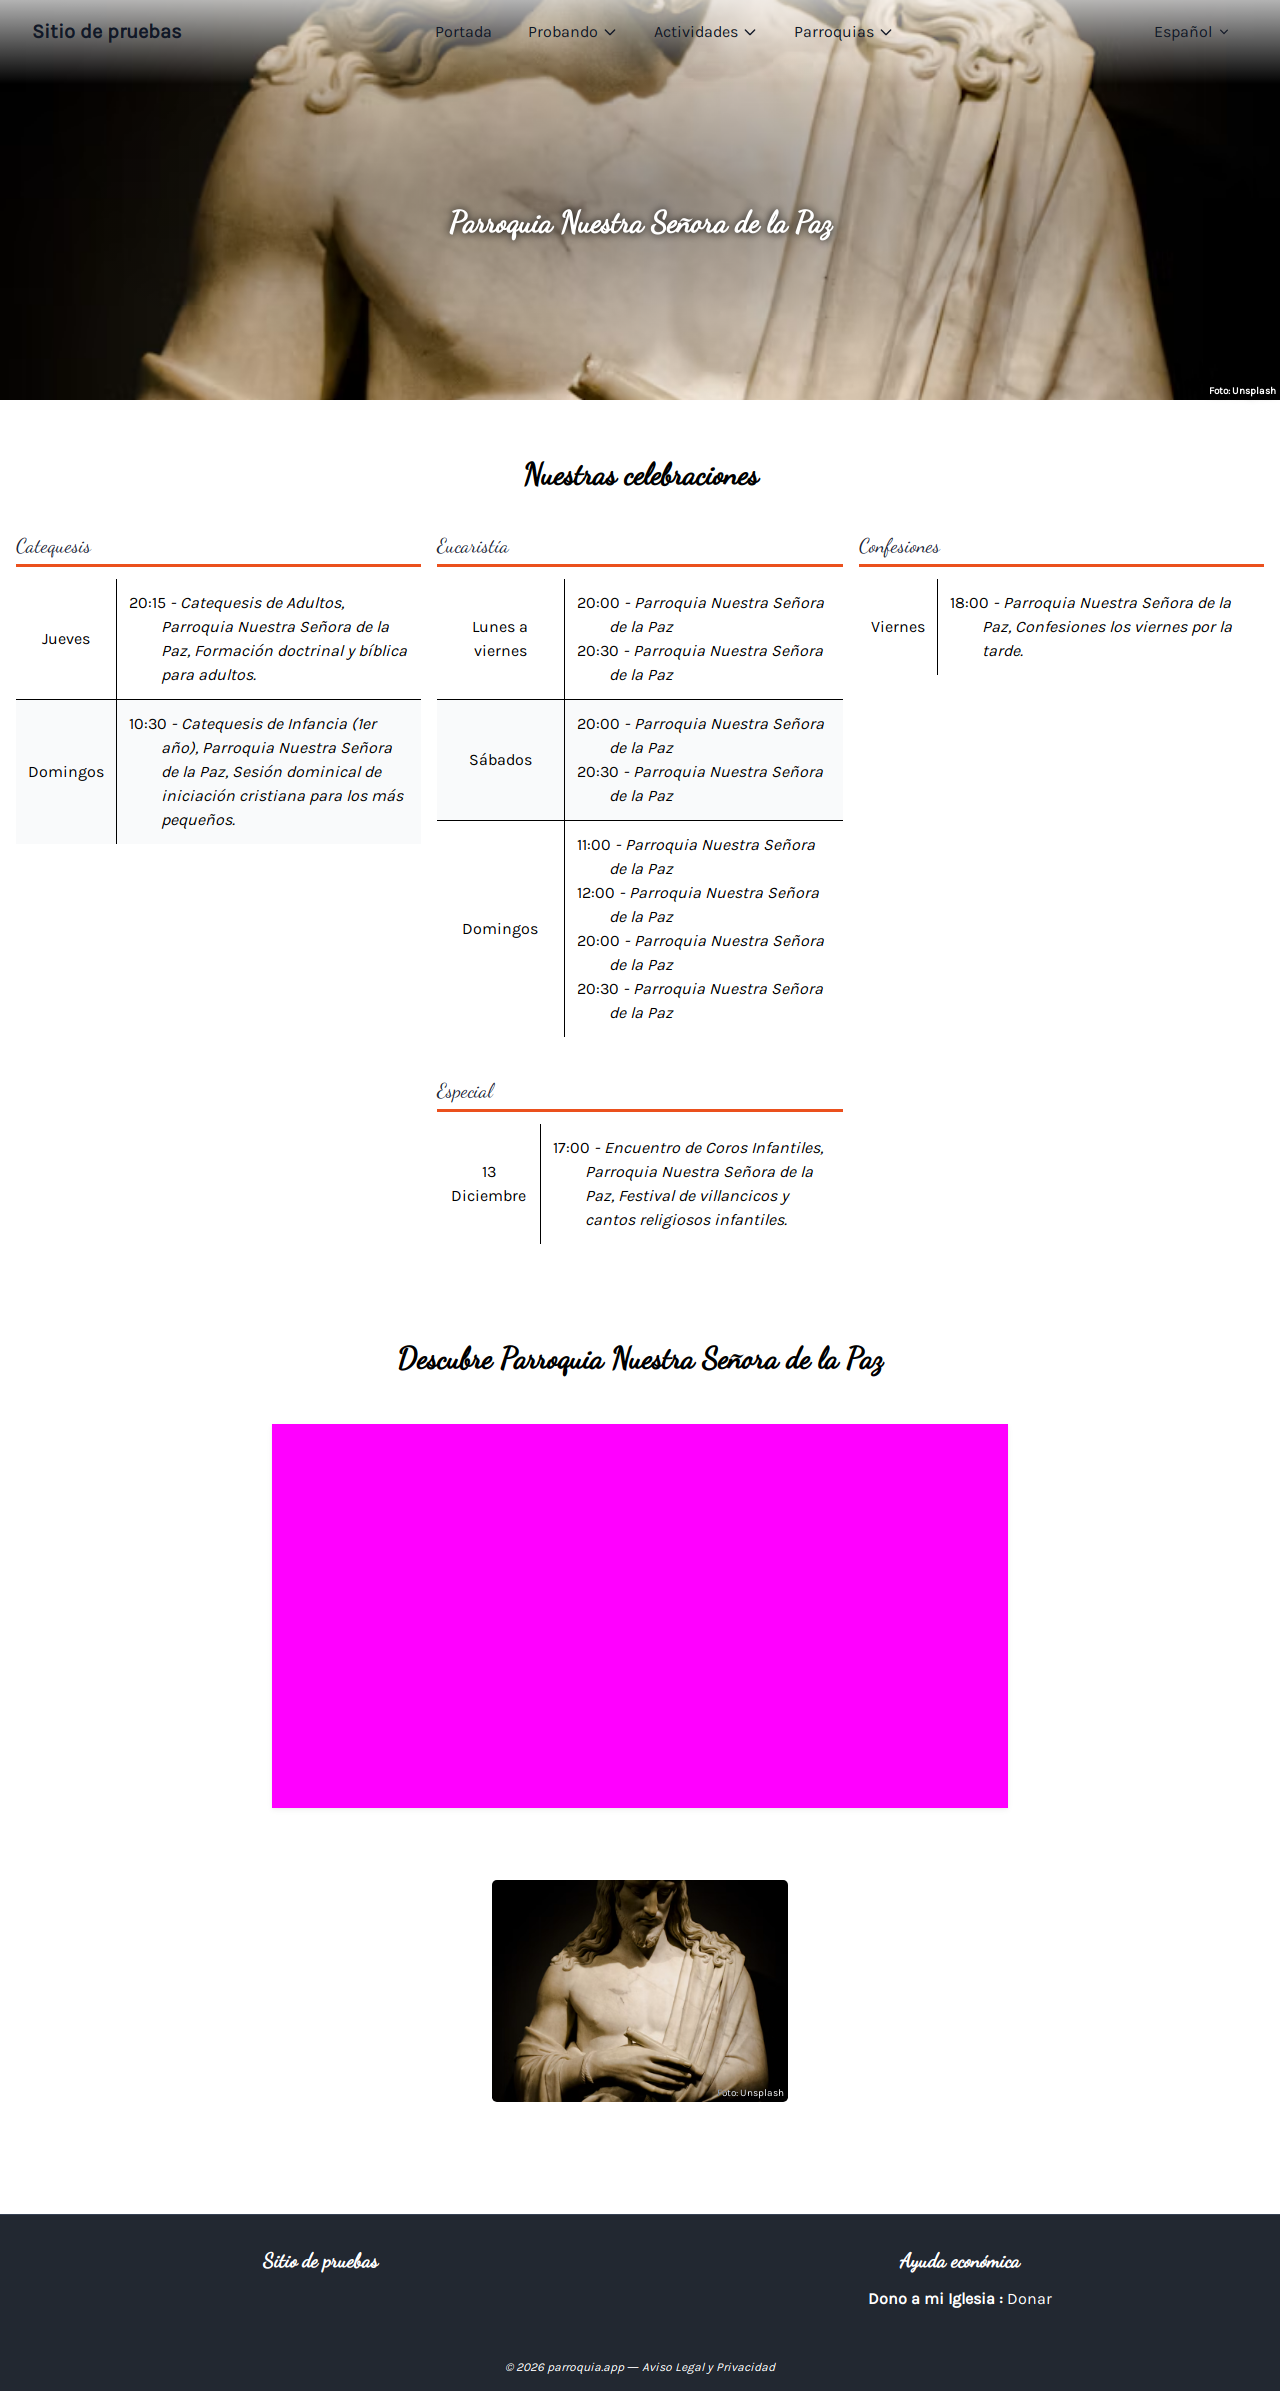 Sitio de pruebas
Portada
Probando
Actividades
Parroquias
Español
Parroquia Nuestra Señora de la Paz
Foto: Unsplash
Nuestras celebraciones
Catequesis
Jueves
20:15 - Catequesis de Adultos,
Parroquia Nuestra Señora de la
Paz, Formación doctrinal y bíblica
para adultos.
Domingos
10:30 - Catequesis de Infancia (1er
año), Parroquia Nuestra Señora
de la Paz, Sesión dominical de
iniciación cristiana para los más
pequeños.
Eucaristía
Lunes a
viernes
20:00 - Parroquia Nuestra Señora
de la Paz
20:30 - Parroquia Nuestra Señora
de la Paz
Sábados
20:00 - Parroquia Nuestra Señora
de la Paz
20:30 - Parroquia Nuestra Señora
de la Paz
Domingos
11:00 - Parroquia Nuestra Señora
de la Paz
12:00 - Parroquia Nuestra Señora
de la Paz
20:00 - Parroquia Nuestra Señora
de la Paz
20:30 - Parroquia Nuestra Señora
de la Paz
Confesiones
Viernes
18:00 - Parroquia Nuestra Señora de la
Paz, Confesiones los viernes por la
tarde.
Especial
13
Diciembre
17:00 - Encuentro de Coros Infantiles,
Parroquia Nuestra Señora de la
Paz, Festival de villancicos y
cantos religiosos infantiles.
Descubre Parroquia Nuestra Señora de la Paz
Foto: Unsplash
Sitio de pruebas
Ayuda económica
Dono a mi Iglesia : Donar
© 2026 parroquia.app — Aviso Legal y Privacidad